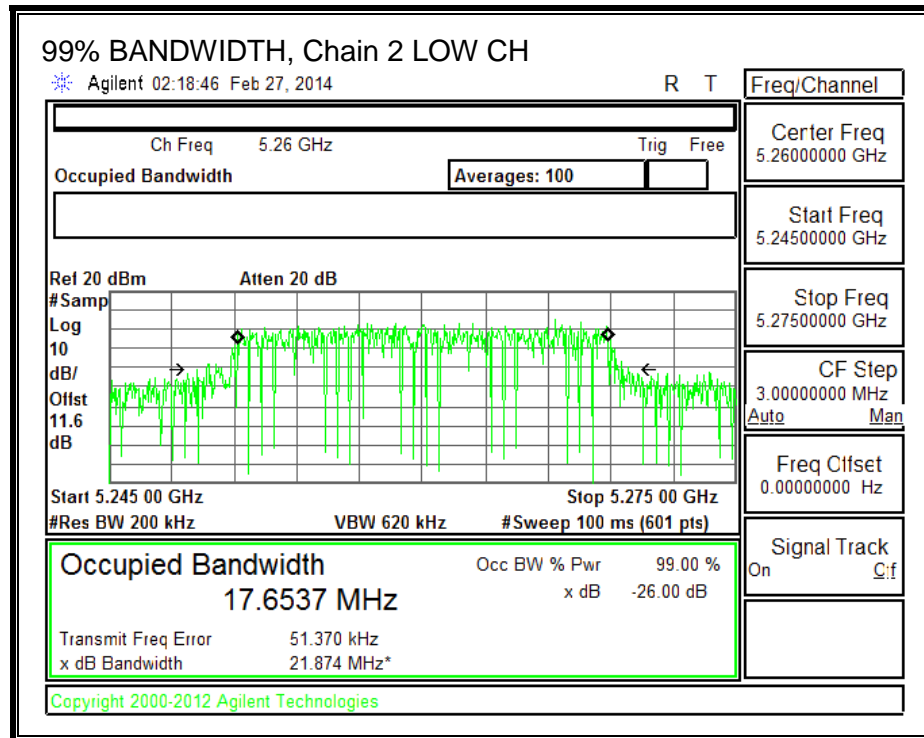 99% BANDWIDTH, Chain 2 LOW CH
Agilent 02:18:46 Feb 27, 2014 R T
Ch Freq 5.26 GHz Trig Free
Occupied Bandwidth Averages: 100
Ref 20 dBm Atten 20 dB
#Samp
Log
10
dB/
Offst
11.6
dB
Start 5.245 00 GHz Stop 5.275 00 GHz
#Res BW 200 kHz VBW 620 kHz #Sweep 100 ms (601 pts)
Occupied Bandwidth Occ BW % Pwr 99.00 %
17.6537 MHz x dB -26.00 dB
Transmit Freq Error 51.370 kHz
x dB Bandwidth 21.874 MHz*
Copyright 2000-2012 Agilent Technologies
Freq/Channel
Center Freq
5.26000000 GHz
Start Freq
5.24500000 GHz
Stop Freq
5.27500000 GHz
CF Step
3.00000000 MHz
Auto Man
Freq Offset
0.00000000 Hz
Signal Track
On Off